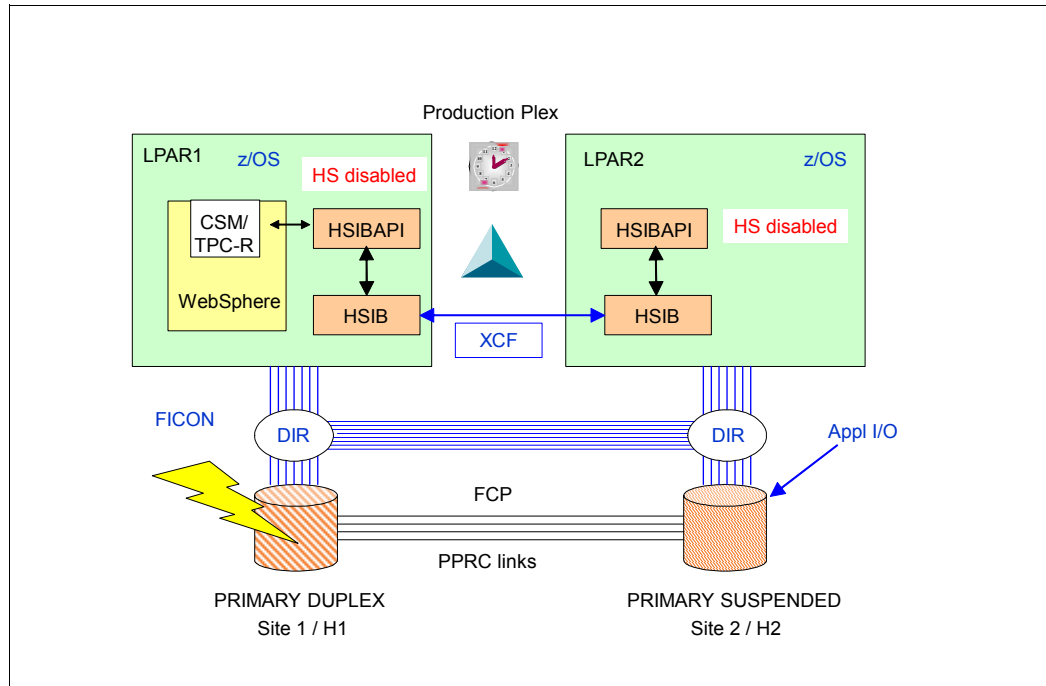 Production Plex
LPAR1
z/OS
HS disabled
CSM/
TPC-R
WebSphere
HSIBAPI
HSIB
XCF
LPAR2
z/OS
HSIBAPI
HS disabled
HSIB
FICON
DIR
DIR
Appl I/O
FCP
PPRC links
PRIMARY DUPLEX
Site 1 / H1
PRIMARY SUSPENDED
Site 2 / H2